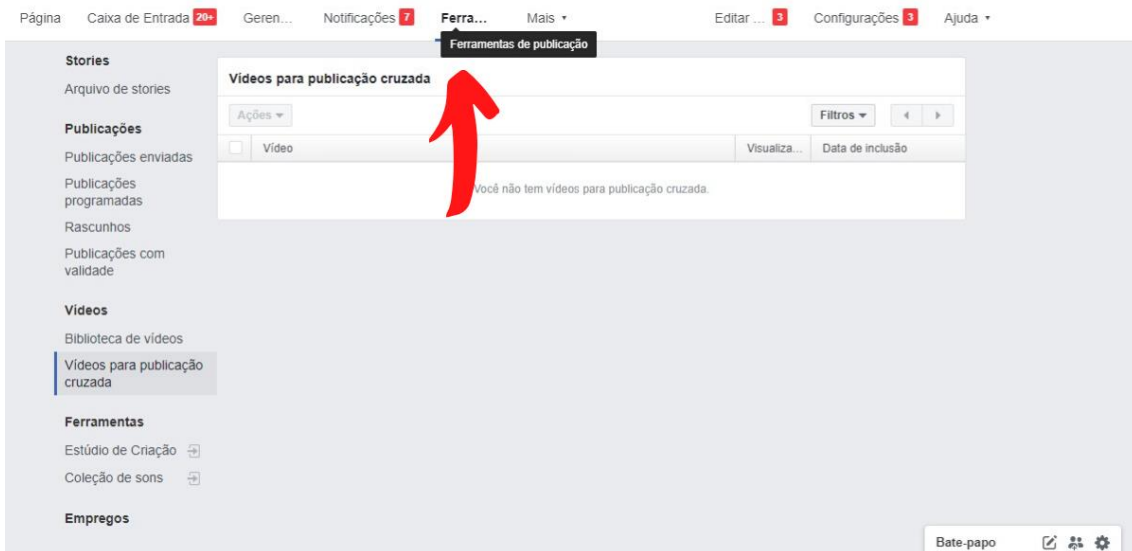 Página Caixa de Entrada 20+ Geren... Notificações 7 Ferra... Mais Editar ... 3 Configurações 3 Ajuda
Ferramentas de publicação
Stories
Arquivo de stories
Publicações
Publicações enviadas
Publicações
programadas
Rascunhos
Publicações com
validade
Vídeos
Biblioteca de vídeos
Vídeos para publicação
cruzada
Ferramentas
Estúdio de Criação
Coleção de sons
Empregos
Vídeos para publicação cruzada
Ações Filtros
Vídeo Visualiza... Data de inclusão
Você não tem vídeos para publicação cruzada.
Bate-papo